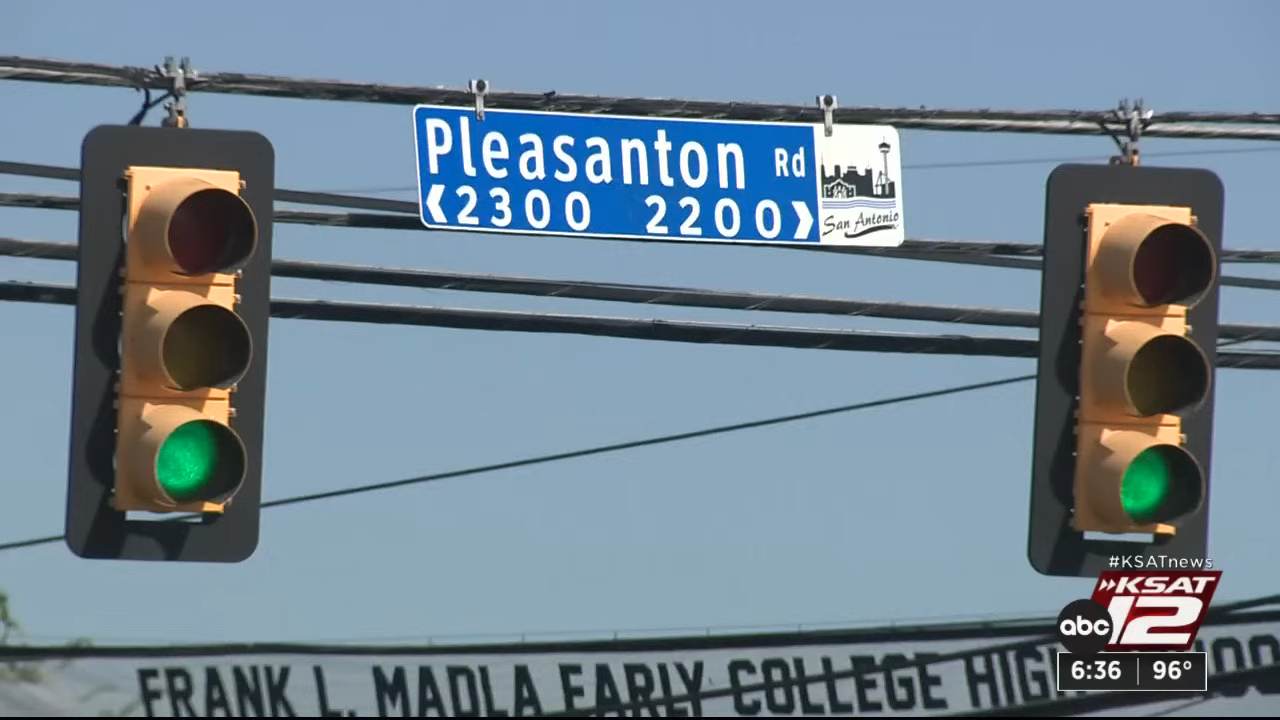 Pleasanton Rd
2300 2200
San Antonio
#KSATnews
KSAT
abc 12
6:36 96°
FRANK L. MADLA EARLY COLLEGE HIGH